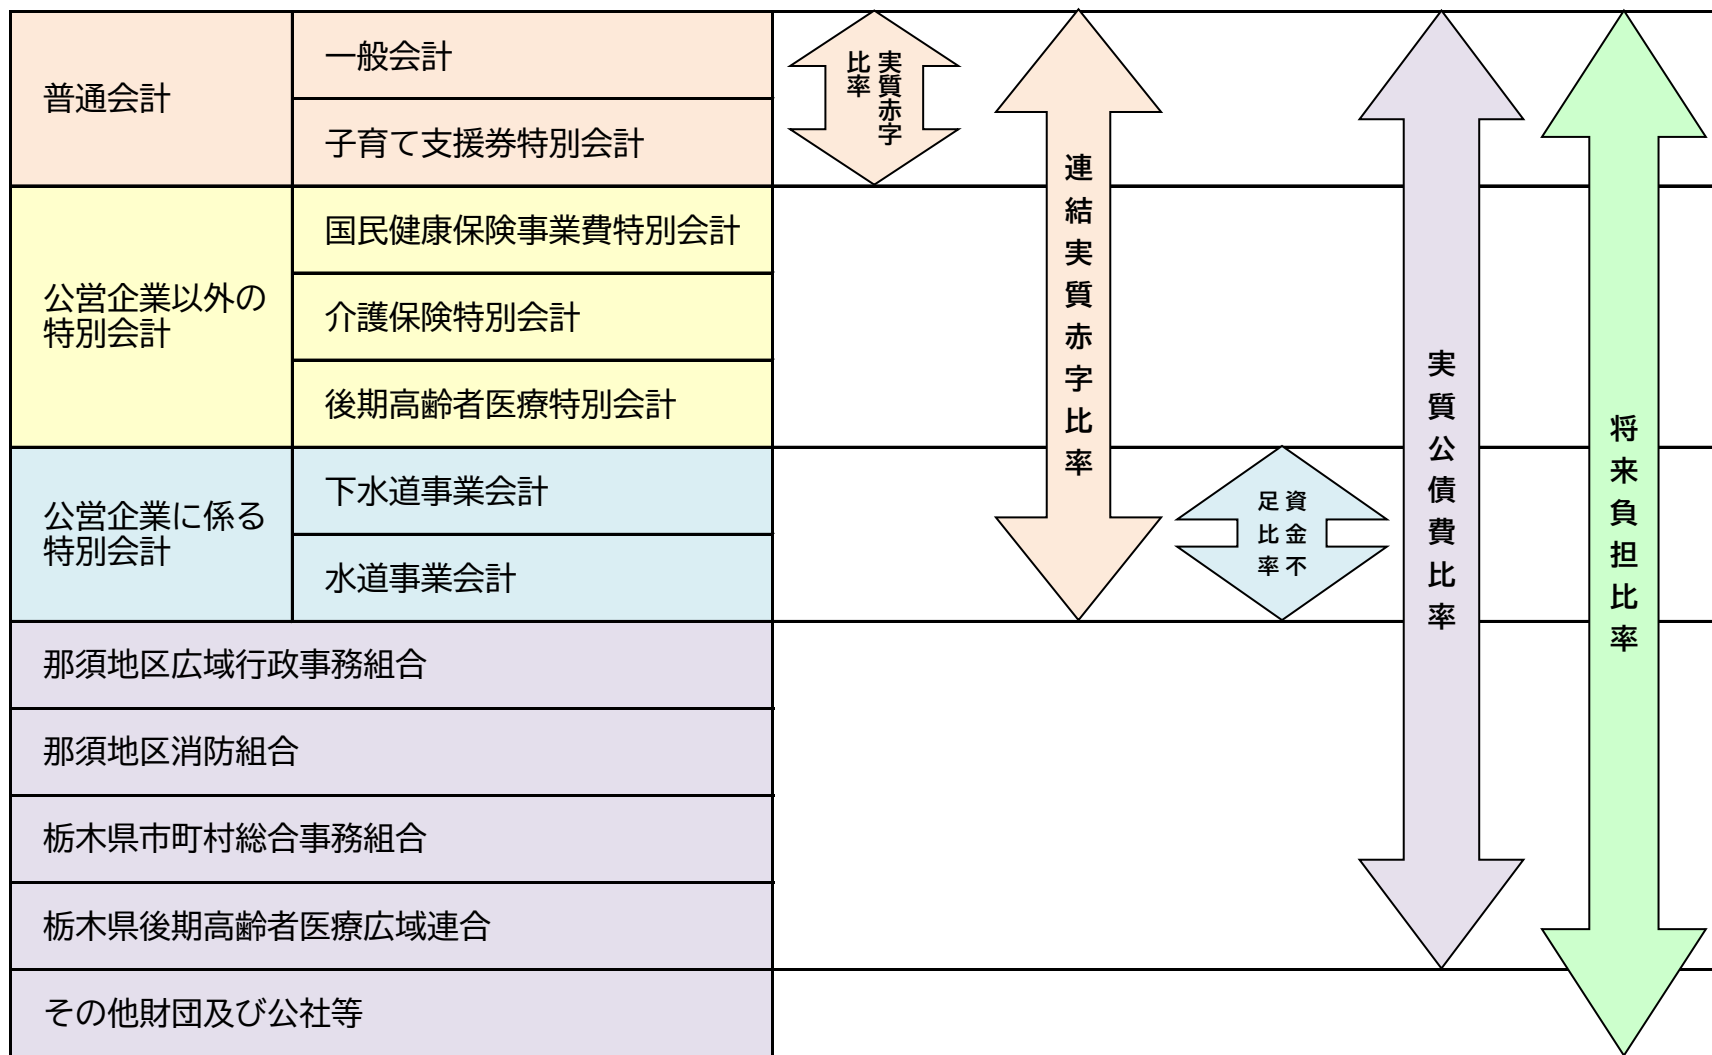 普通会計
一般会計
子育て支援券特別会計
公営企業以外の
特別会計
国民健康保険事業費特別会計
介護保険特別会計
後期高齢者医療特別会計
公営企業に係る
特別会計
下水道事業会計
水道事業会計
那須地区広域行政事務組合
那須地区消防組合
栃木県市町村総合事務組合
栃木県後期高齢者医療広域連合
その他財団及び公社等
実質赤字
比率
連結実質赤字比率
資金不
足比率
実質公債費比率
将来負担比率